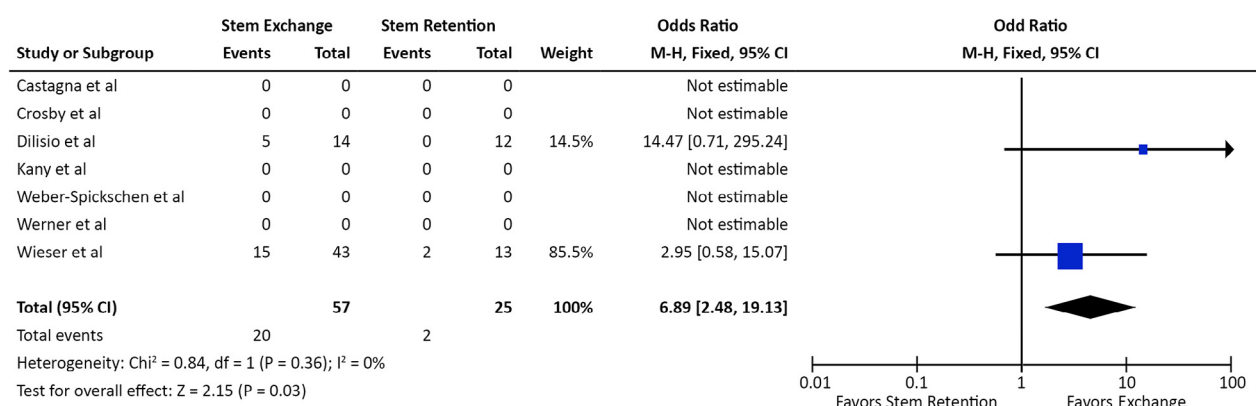 Stem Exchange Stem Retention Odds Ratio Odd Ratio
Study or Subgroup Events Total Events Total Weight M-H, Fixed, 95% CI M-H, Fixed, 95% CI
Castagna et al 0 0 0 0 Not estimable
Crosby et al 0 0 0 0 Not estimable
Dilisio et al 5 14 0 12 14.5% 14.47 [0.71, 295.24]
Kany et al 0 0 0 0 Not estimable
Weber-Spickschen et al 0 0 0 0 Not estimable
Werner et al 0 0 0 0 Not estimable
Wieser et al 15 43 2 13 85.5% 2.95 [0.58, 15.07]
Total (95% CI) 57 25 100% 6.89 [2.48, 19.13]
Total events 20 2
Heterogeneity: Chi² = 0.84, df = 1 (P = 0.36); I² = 0%
Test for overall effect: Z = 2.15 (P = 0.03)
0.01 0.1 1 10 100
Favors Stem Retention Favors Exchange